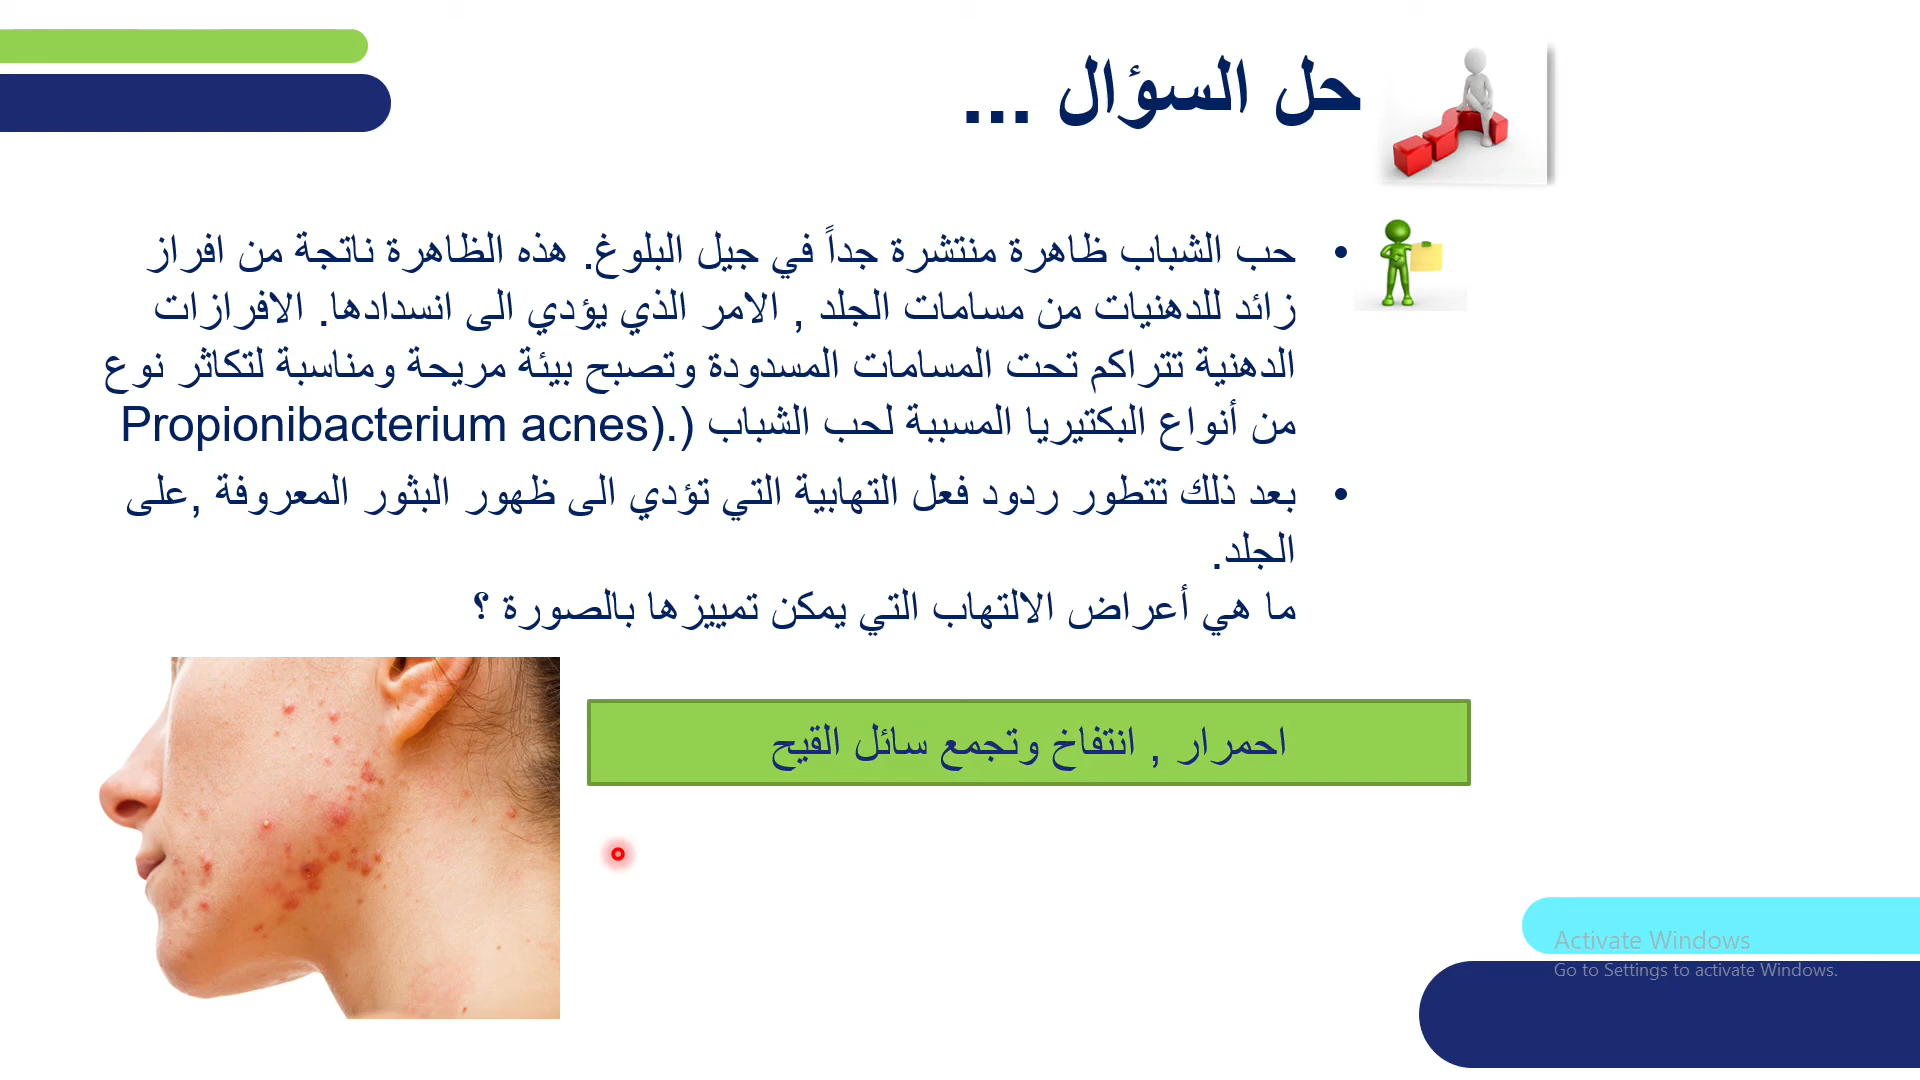 حل السؤال ...
• حب الشباب ظاهرة منتشرة جداً في جيل البلوغ. هذه الظاهرة ناتجة من افراز
زائد للدهنيات من مسامات الجلد , الامر الذي يؤدي الى انسدادها. الافرازات
الدهنية تتراكم تحت المسامات المسدودة وتصبح بيئة مريحة ومناسبة لتكاثر نوع
من أنواع البكتيريا المسببة لحب الشباب (.(Propionibacterium acnes
• بعد ذلك تتطور ردود فعل التهابية التي تؤدي الى ظهور البثور المعروفة ,على
الجلد.
ما هي أعراض الالتهاب التي يمكن تمييزها بالصورة ؟
احمرار , انتفاخ وتجمع سائل القيح
Activate Windows
Go to Settings to activate Windows.